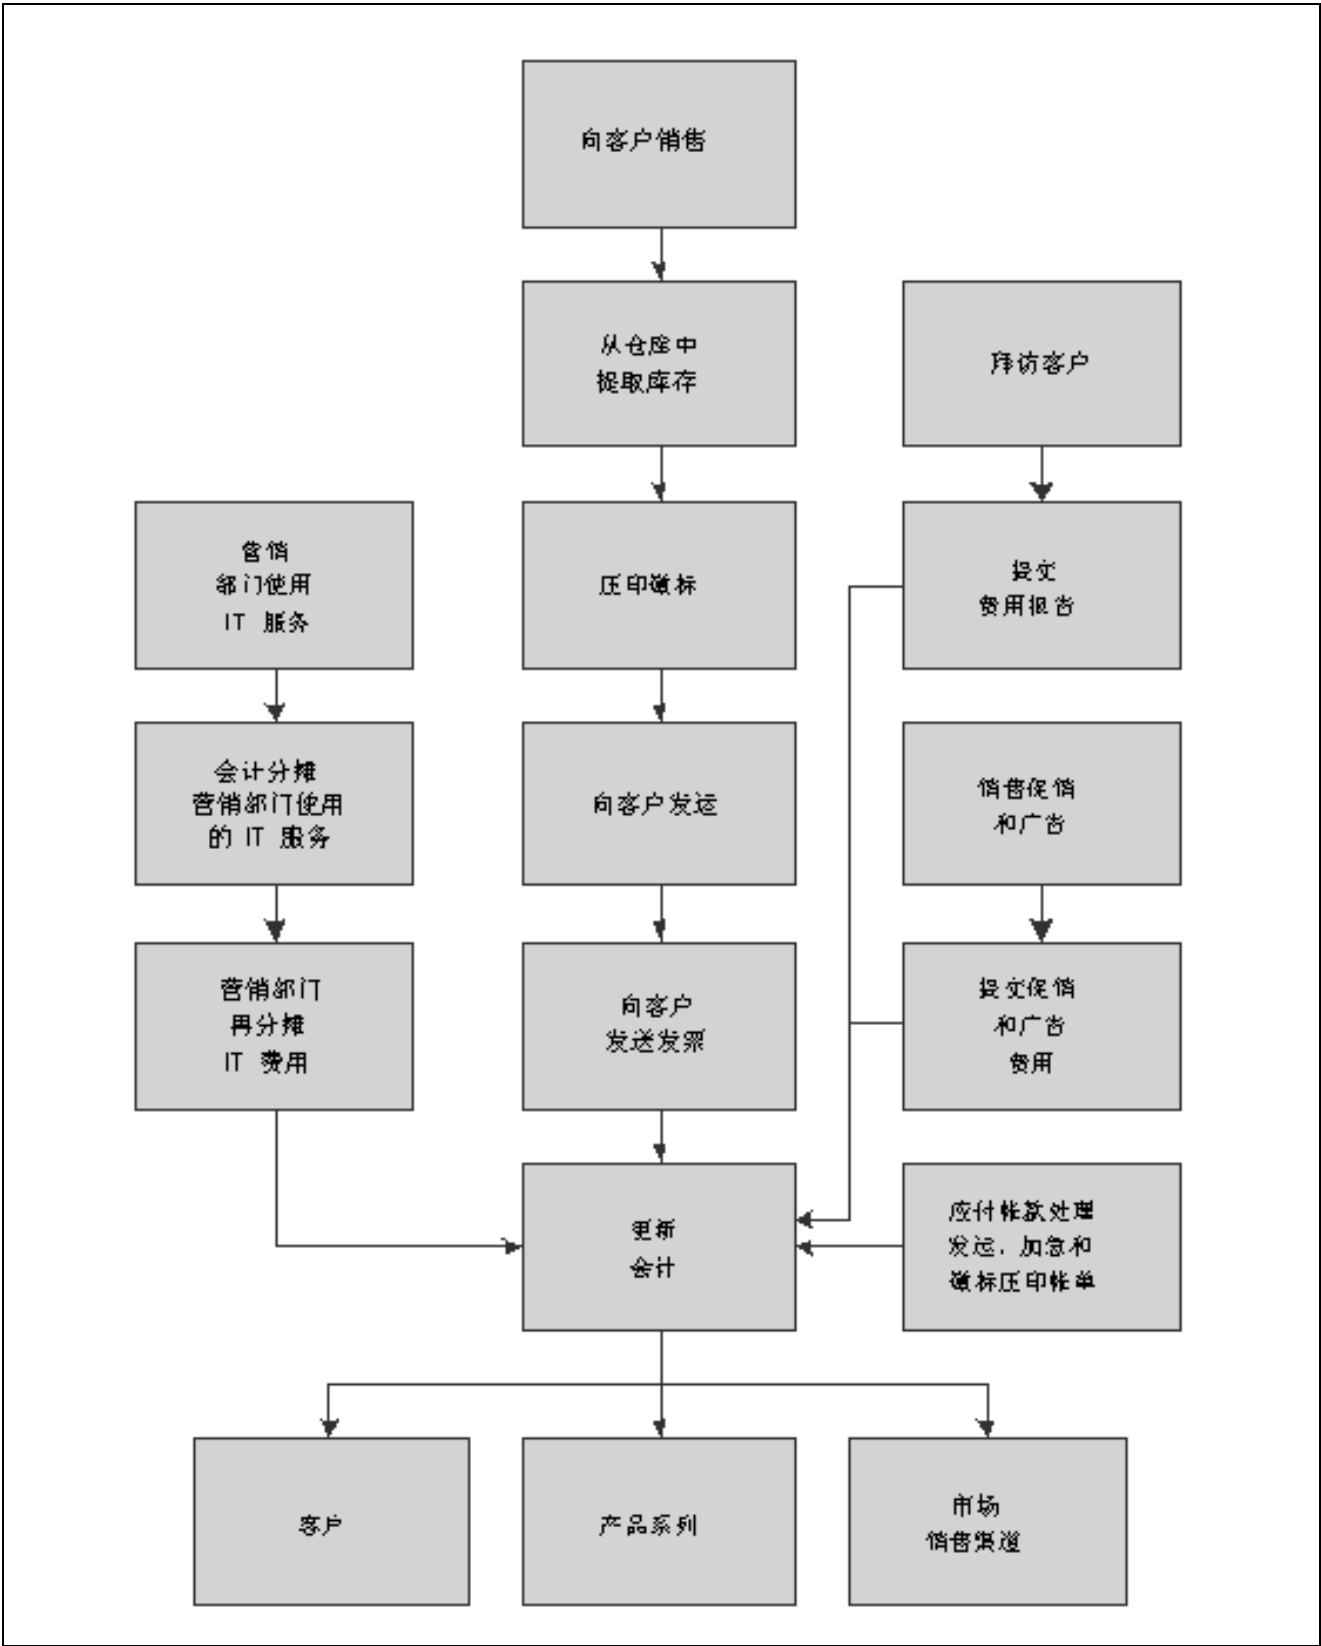 向客户销售
从仓库中
提取库存
拜访客户
营销
部门使用
IT 服务
压印徽标
提交
费用报告
会计分摊
营销部门使用
的 IT 服务
向客户发运
销售促销
和广告
营销部门
再分摊
IT 费用
向客户
发送发票
提交促销
和广告
费用
更新
会计
应付帐款处理
发运、加急和
徽标压印帐单
客户
产品系列
市场
销售渠道